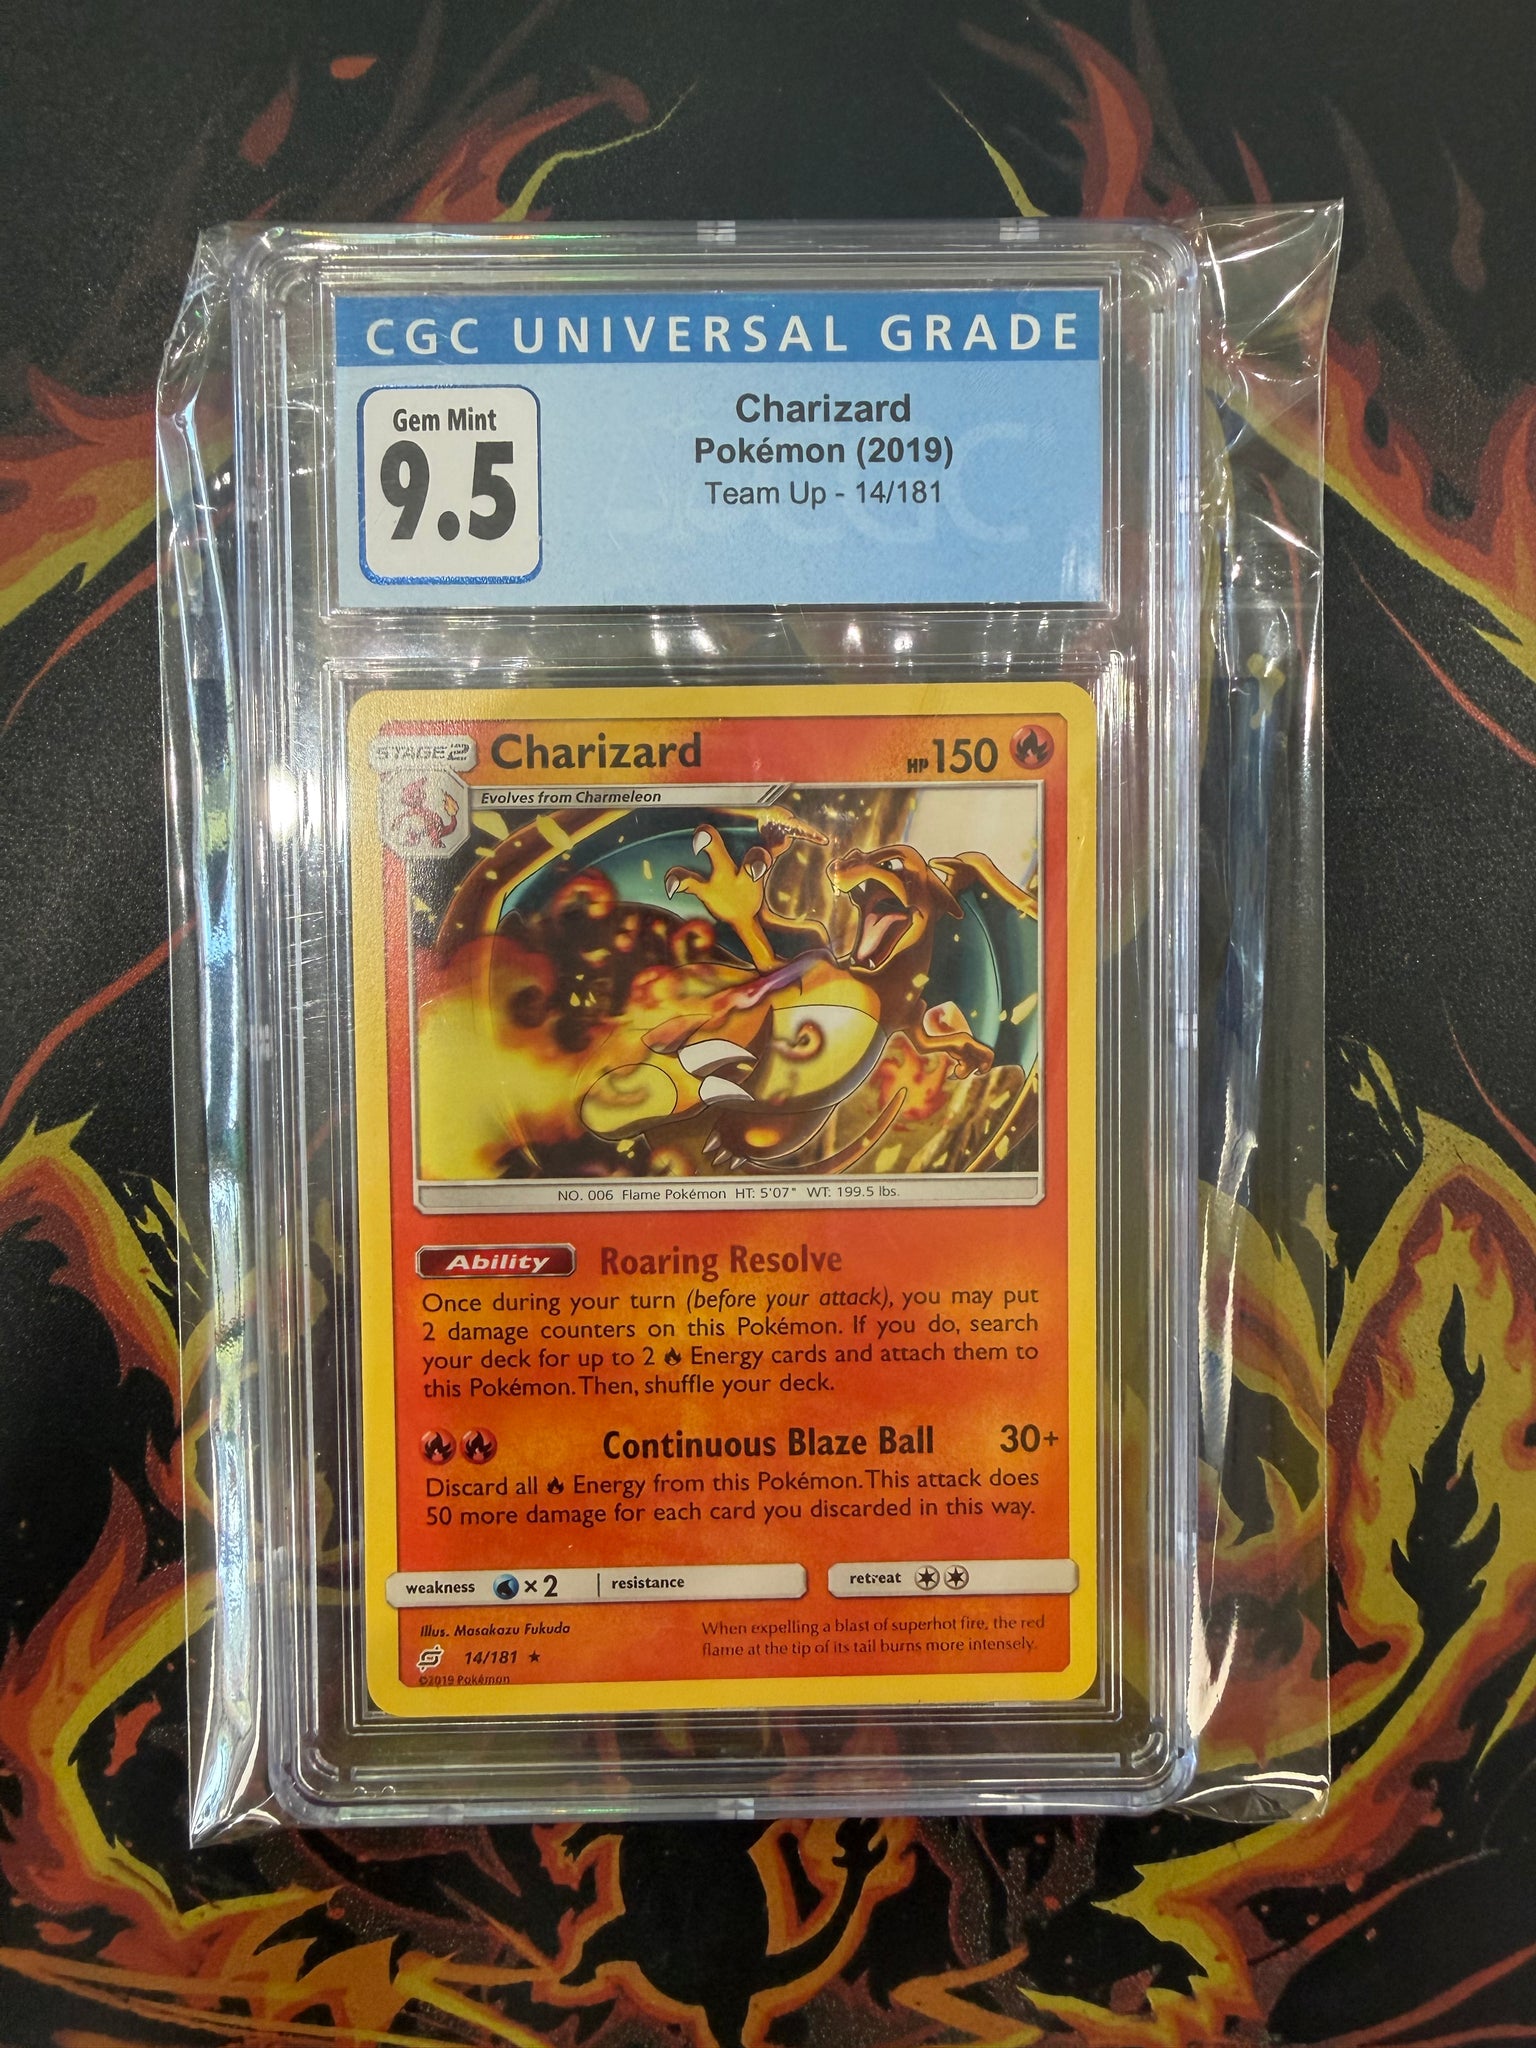 CGC UNIVERSAL GRADE
Gem Mint
9.5
Charizard
Pokémon (2019)
Team Up - 14/181
STAGE 2
Charizard
HP 150
Evolves from Charmeleon
NO. 006 Flame Pokémon HT: 5'07" WT: 199.5 lbs.
Ability Roaring Resolve
Once during your turn (before your attack), you may put
2 damage counters on this Pokémon. If you do, search
your deck for up to 2 Energy cards and attach them to
this Pokémon. Then, shuffle your deck.
Continuous Blaze Ball 30+
Discard all Energy from this Pokémon. This attack does
50 more damage for each card you discarded in this way.
weakness × 2 resistance retreat
Illus. Masakazu Fukuda
14/181 ★
©2019 Pokémon
When expelling a blast of superhot fire, the red
flame at the tip of its tail burns more intensely.